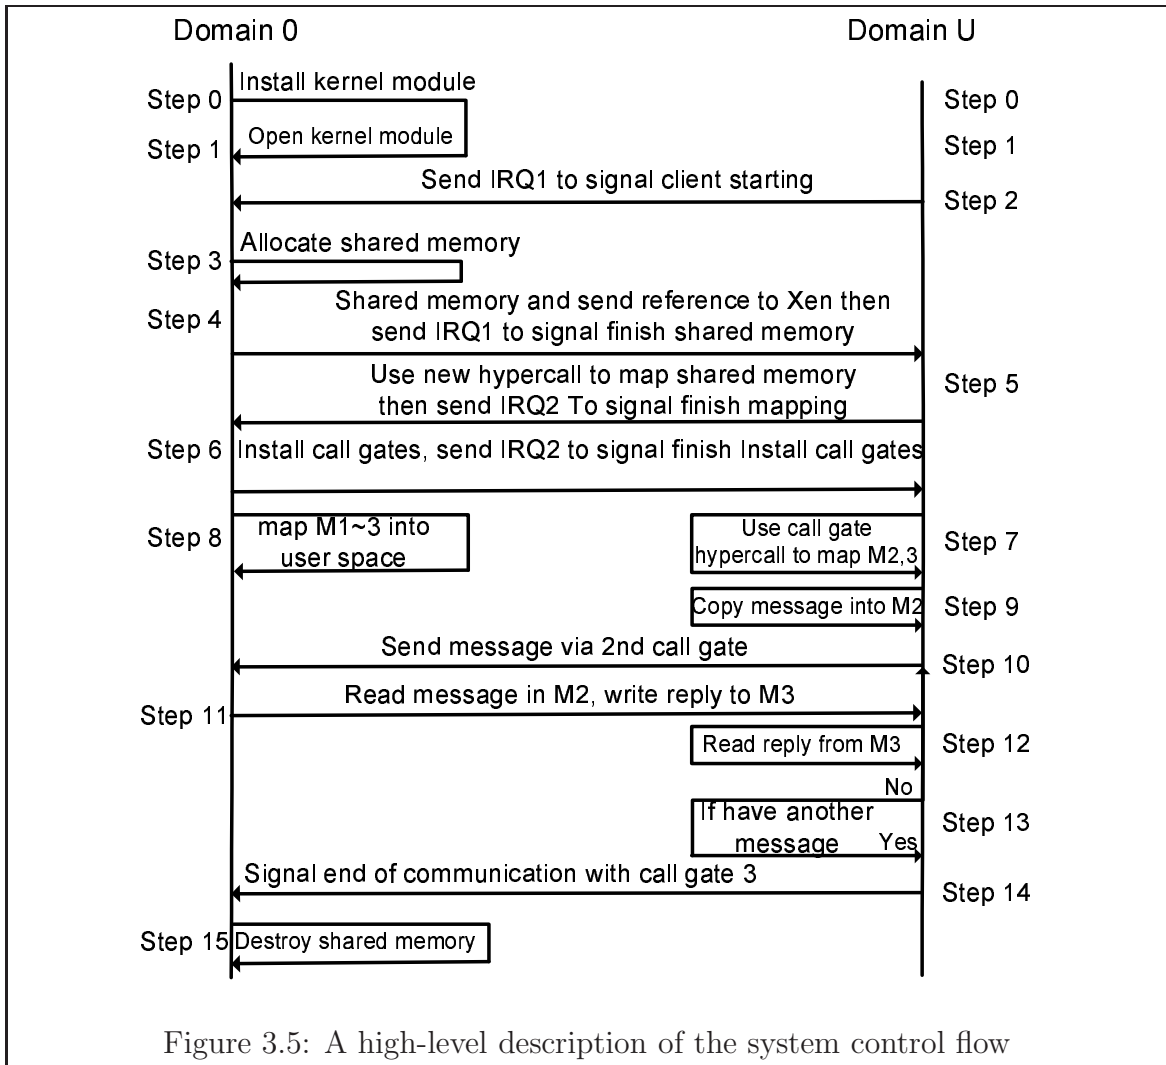 Domain 0
Domain U
Install kernel module
Step 0
Step 0
Open kernel module
Step 1
Step 1
Send IRQ1 to signal client starting
Step 2
Allocate shared memory
Step 3
Shared memory and send reference to Xen then
send IRQ1 to signal finish shared memory
Step 4
Use new hypercall to map shared memory
then send IRQ2 To signal finish mapping
Step 5
Step 6
Install call gates, send IRQ2 to signal finish Install call gates
Step 8
map M1~3 into
user space
Use call gate
hypercall to map M2,3
Step 7
Copy message into M2
Step 9
Send message via 2nd call gate
Step 10
Read message in M2, write reply to M3
Step 11
Read reply from M3
Step 12
No
If have another
message
Yes
Step 13
Signal end of communication with call gate 3
Step 14
Step 15
Destroy shared memory
Figure 3.5: A high-level description of the system control flow